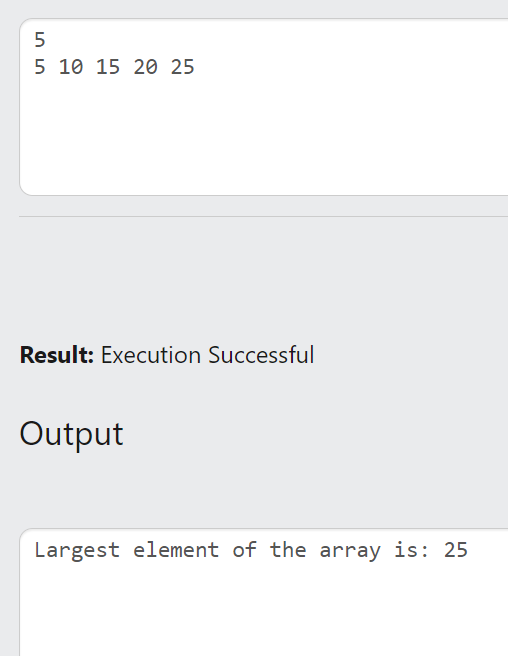 5
5 10 15 20 25
Result: Execution Successful
Output
Largest element of the array is: 25